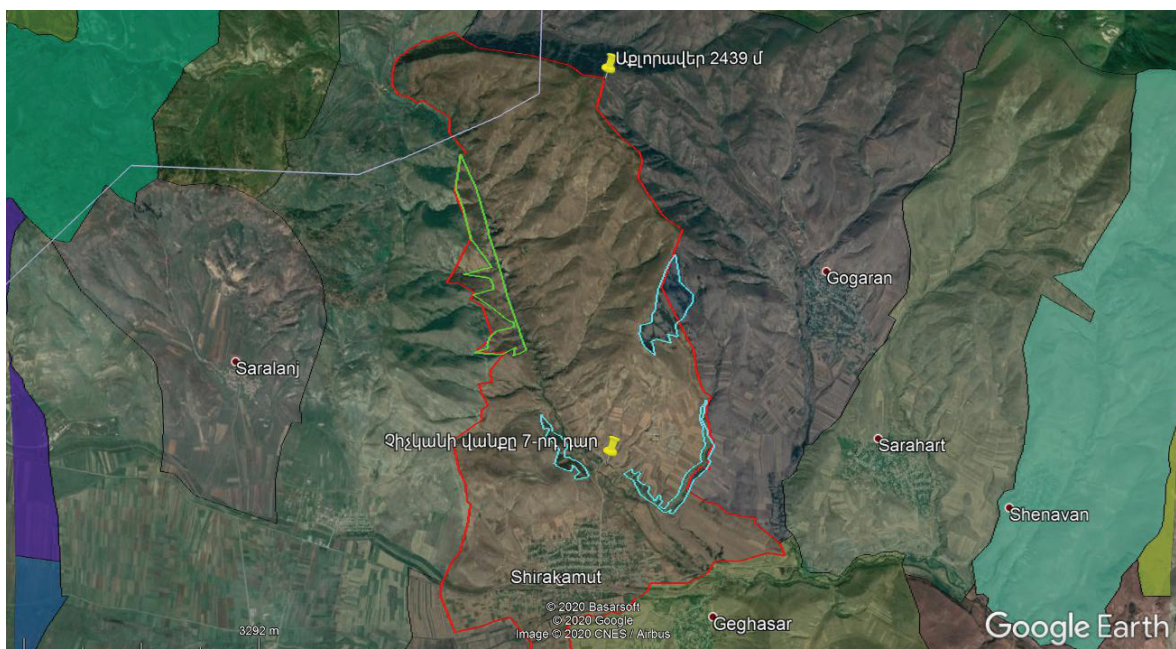 Աքլորավեր 2439 մ
Gogaran
Saralanj
Չիչկանի վանքը 7-րդ դար
Sarahart
Shenavan
Shirakamut
© 2020 Basarsoft
© 2020 Google
Image © 2020 CNES / Airbus
Geghasar
3292 m
Google Earth